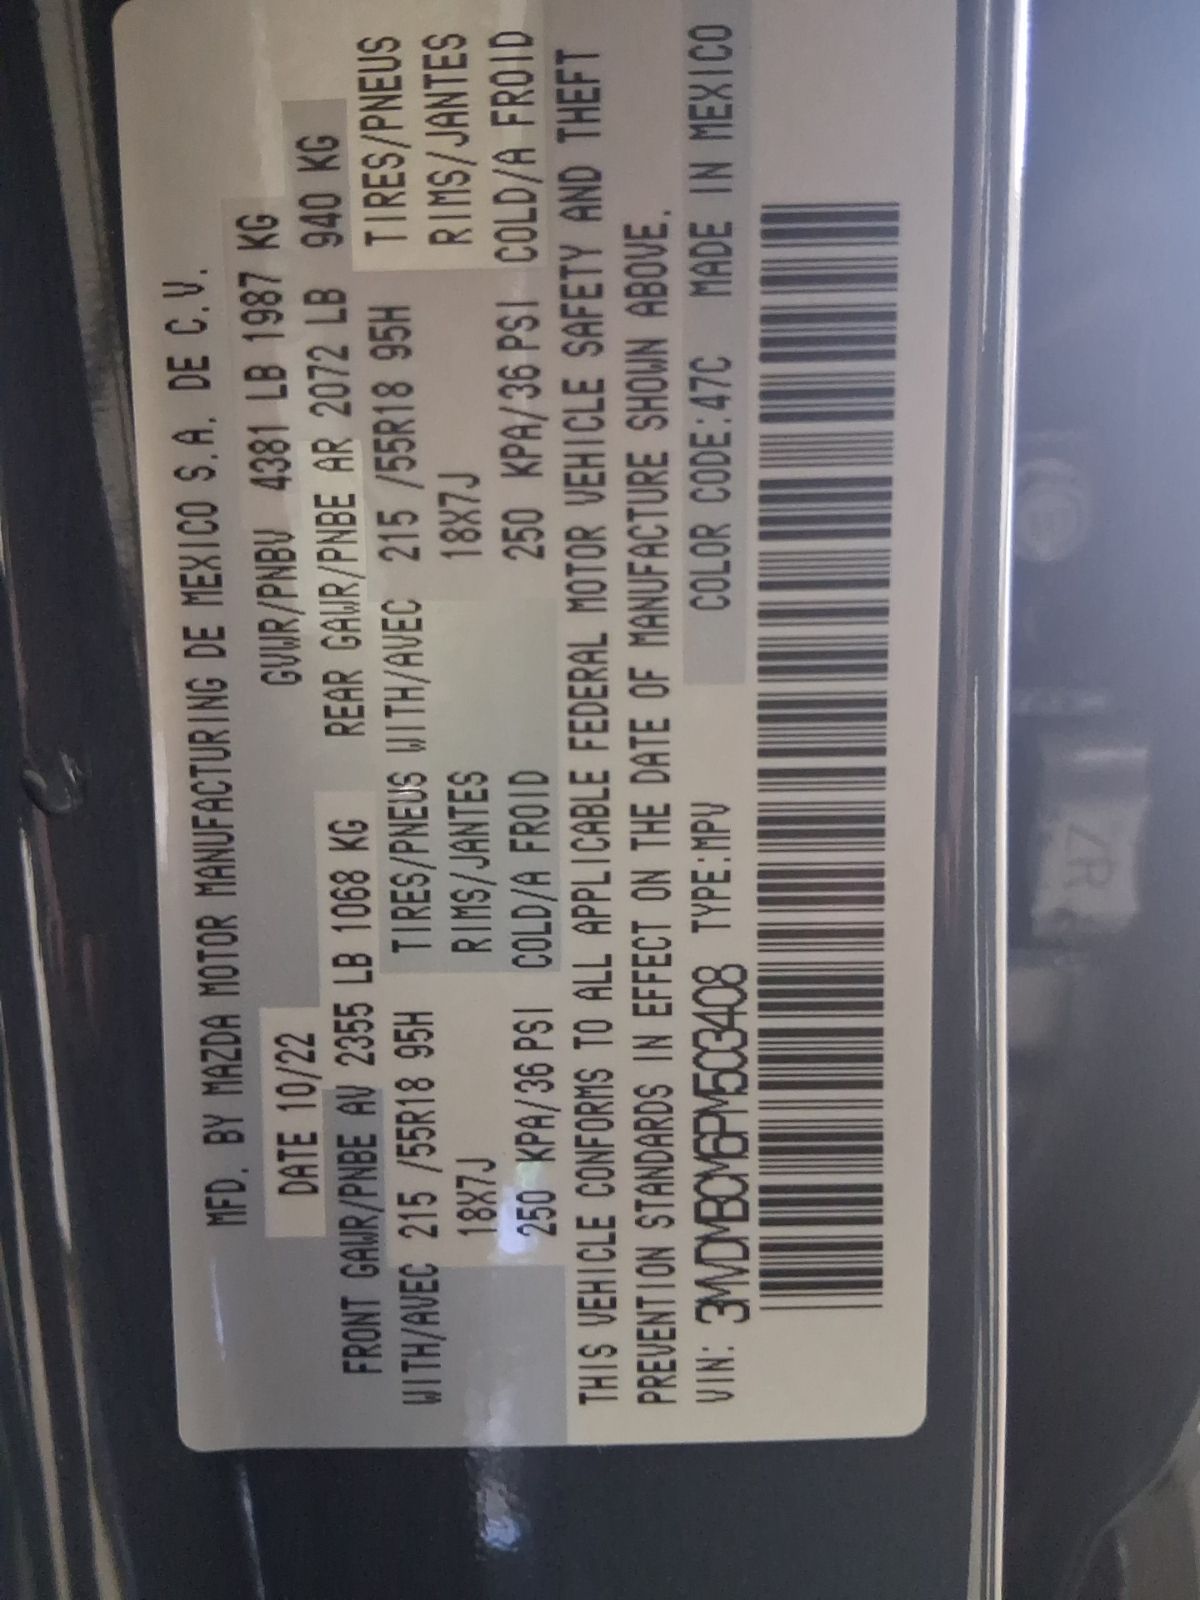 MFD. BY MAZDA MOTOR MANUFACTURING DE MEXICO S.A. DE C.V.
DATE 10/22 GVWR/PNBV 4381 LB 1987 KG
FRONT GAWR/PNBE AV 2355 LB 1068 KG REAR GAWR/PNBE AR 2072 LB 940 KG
WITH/AVEC 215 /55R18 95H TIRES/PNEUS WITH/AVEC 215 /55R18 95H TIRES/PNEUS
18X7J RIMS/JANTES 18X7J RIMS/JANTES
250 KPA/36 PSI COLD/A FROID 250 KPA/36 PSI COLD/A FROID
THIS VEHICLE CONFORMS TO ALL APPLICABLE FEDERAL MOTOR VEHICLE SAFETY AND THEFT
PREVENTION STANDARDS IN EFFECT ON THE DATE OF MANUFACTURE SHOWN ABOVE.
VIN: 3MVDMBCM6PM503408 TYPE:MPV COLOR CODE:47C MADE IN MEXICO